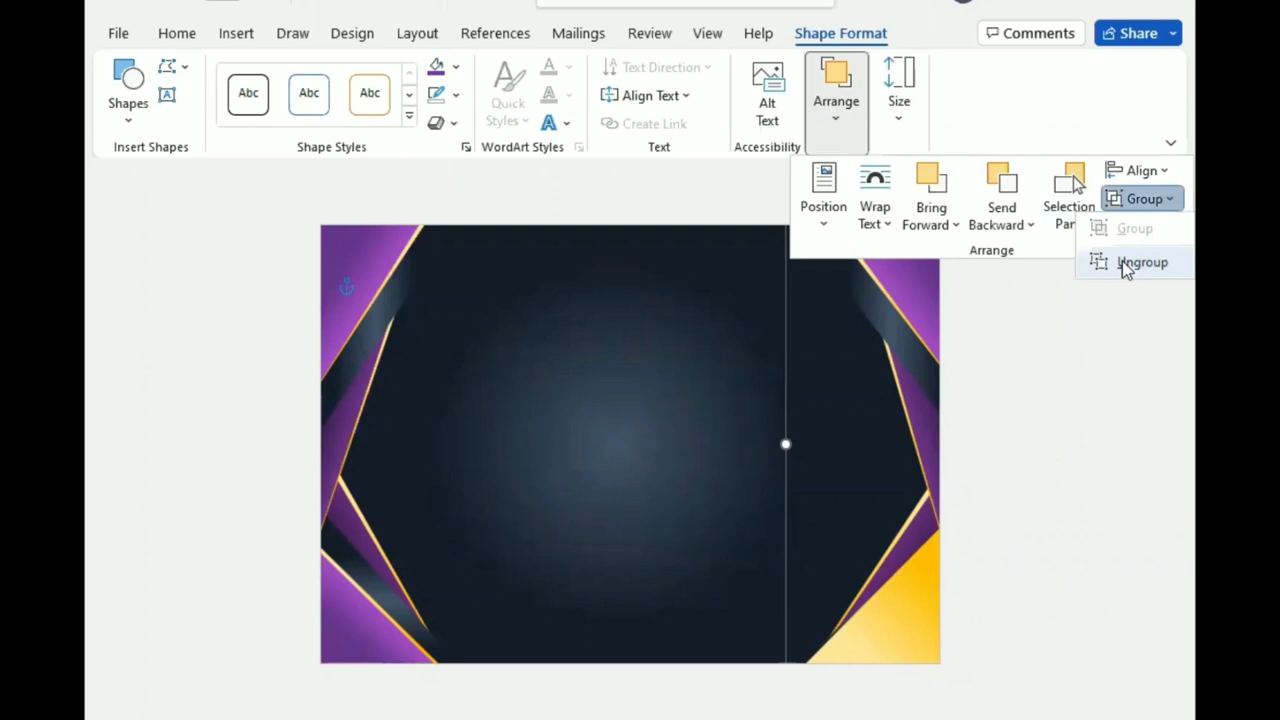 File Home Insert Draw Design Layout References Mailings Review View Help Shape Format Comments Share
Shapes
Abc Abc Abc
Quick
Styles
Text Direction
Align Text
Create Link
Alt
Text
Arrange
Size
Insert Shapes Shape Styles WordArt Styles Text Accessibility
Position
Wrap
Text
Bring
Forward
Send
Backward
Selection
Align
Group
Arrange
Group
Ungroup